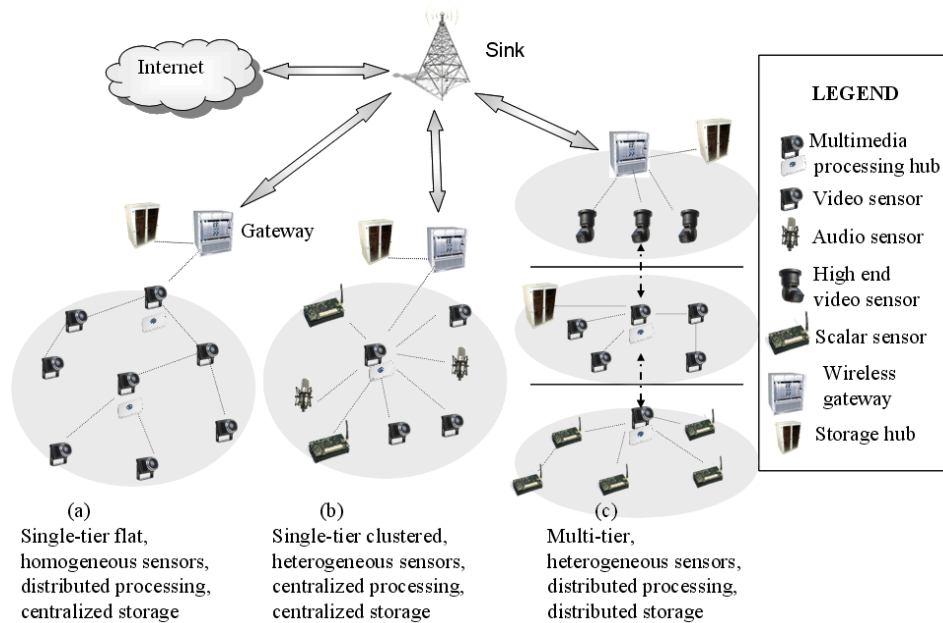 Sink
Internet
Gateway
LEGEND
Multimedia
processing hub
Video sensor
Audio sensor
High end
video sensor
Scalar sensor
Wireless
gateway
Storage hub
(a)
Single-tier flat,
homogeneous sensors,
distributed processing,
centralized storage
(b)
Single-tier clustered,
heterogeneous sensors,
centralized processing,
centralized storage
(c)
Multi-tier,
heterogeneous sensors,
distributed processing,
distributed storage